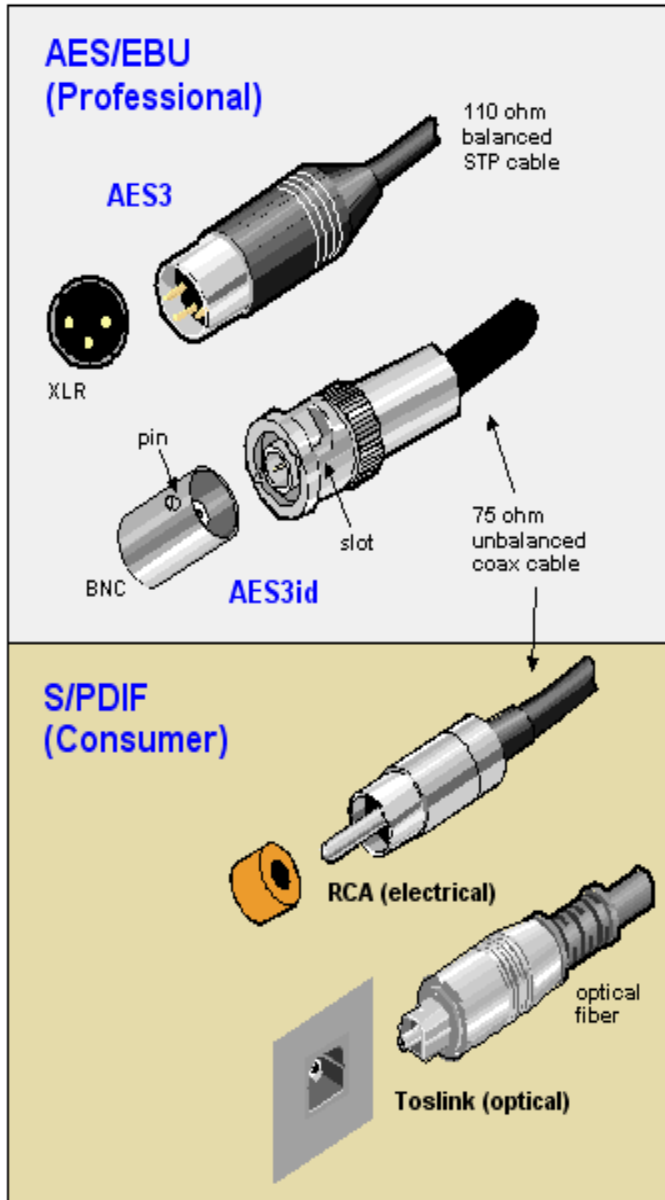 AES/EBU
(Professional)
110 ohm
balanced
STP cable
AES3
XLR
pin
slot
75 ohm
unbalanced
coax cable
BNC
AES3id
S/PDIF
(Consumer)
RCA (electrical)
optical
fiber
Toslink (optical)